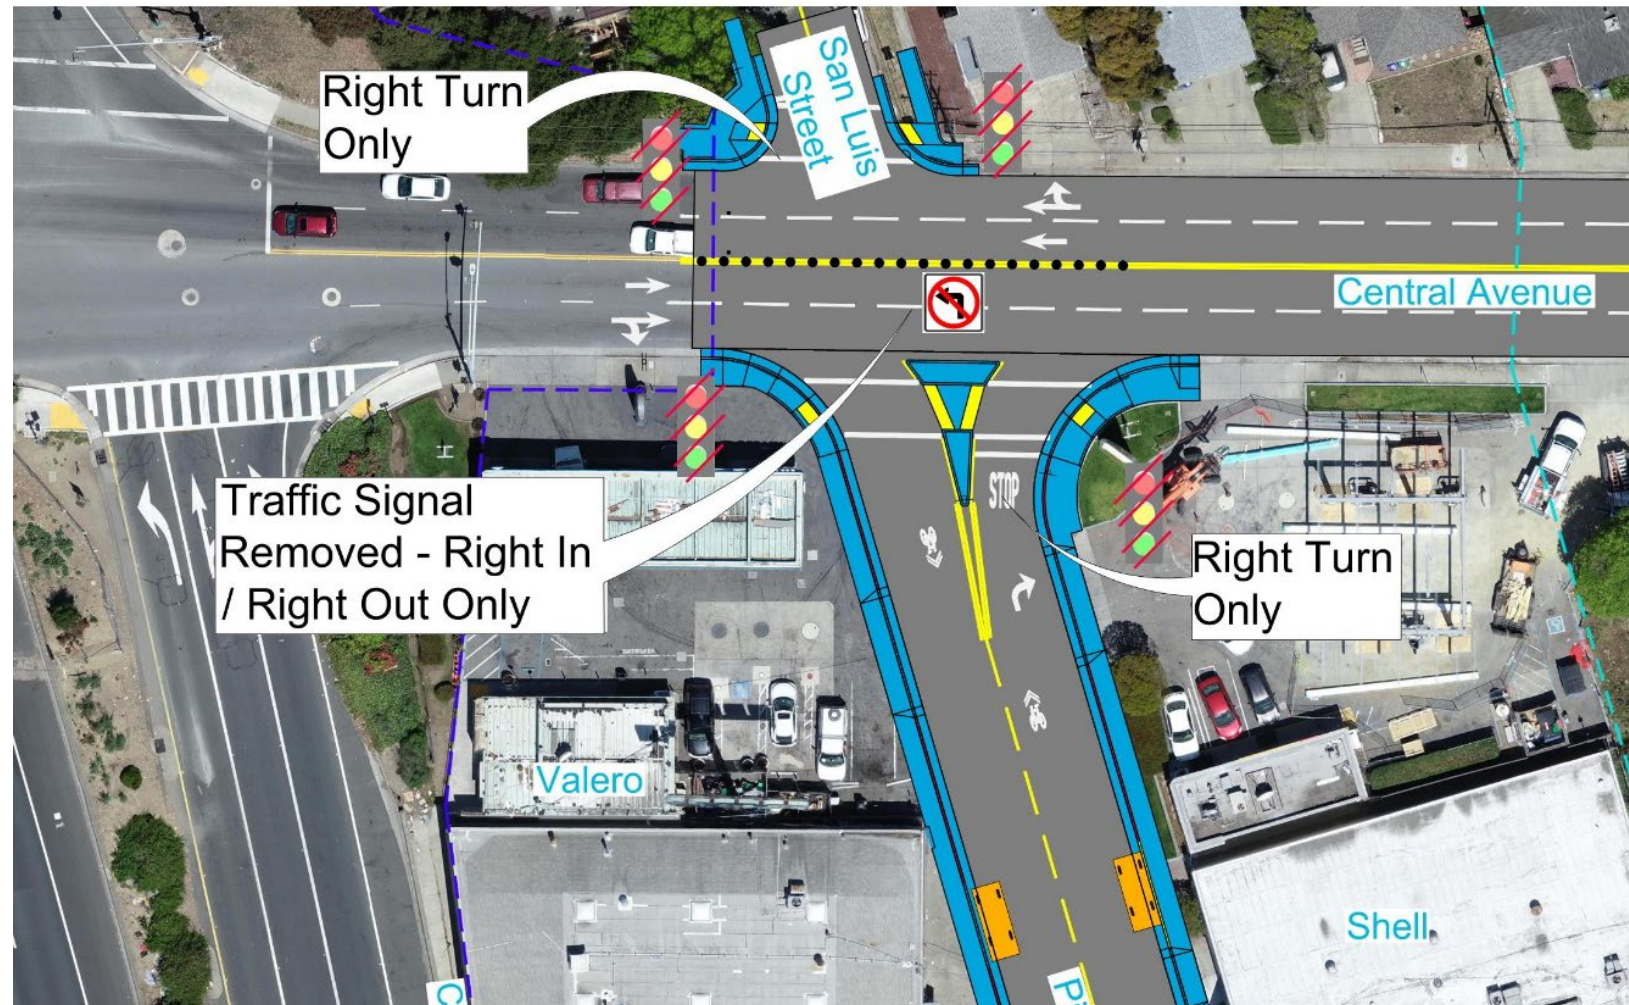 San Luis
Street
Right Turn
Only
Central Avenue
Traffic Signal
Removed - Right In
/ Right Out Only
STOP
Right Turn
Only
Valero
Shell